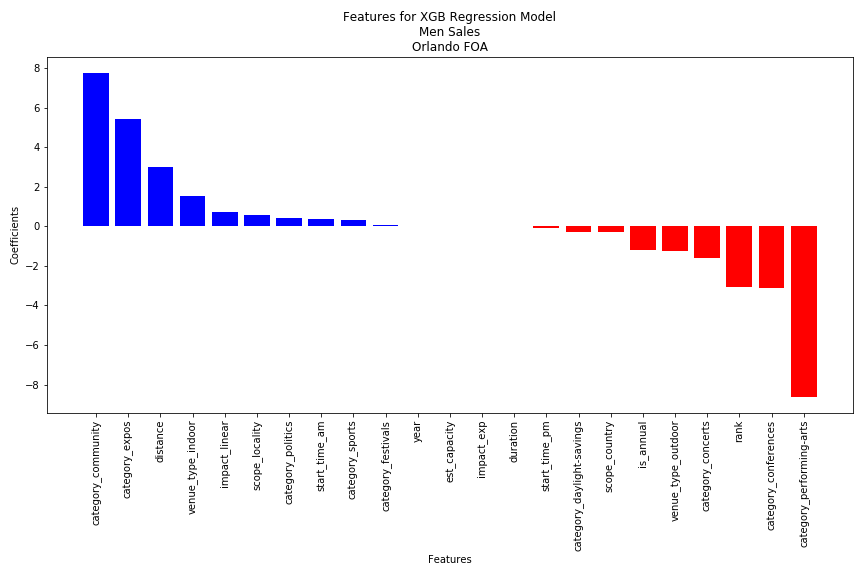 Features for XGB Regression Model
Men Sales
Orlando FOA
8
6
4
2
0
−2
−4
−6
−8
Coefficients
category_community
category_expos
distance
venue_type_indoor
impact_linear
scope_locality
category_politics
start_time_am
category_sports
category_festivals
year
est_capacity
impact_exp
duration
start_time_pm
category_daylight-savings
scope_country
is_annual
venue_type_outdoor
category_concerts
rank
category_conferences
category_performing-arts
Features